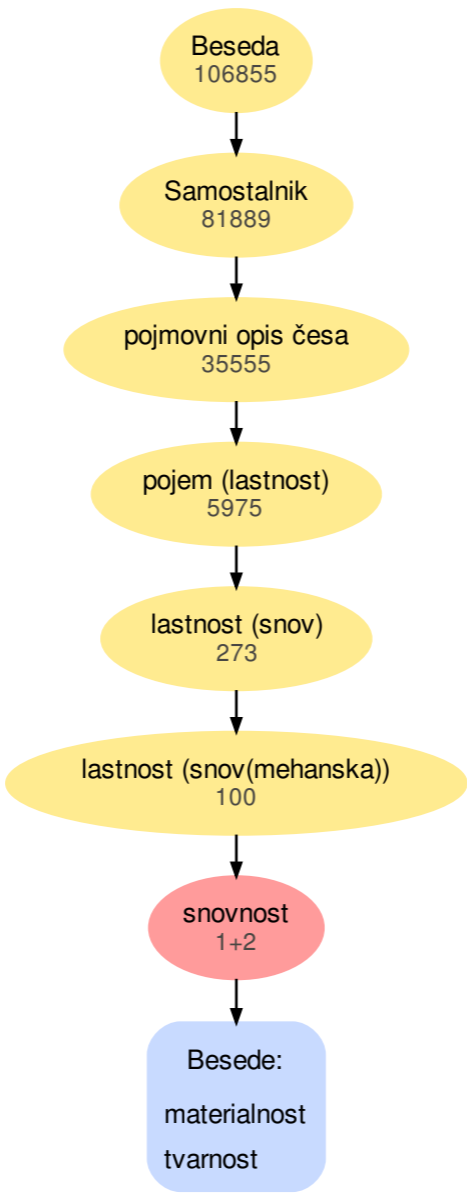 Beseda
106855
Samostalnik
81889
pojmovni opis česa
35555
pojem (lastnost)
5975
lastnost (snov)
273
lastnost (snov(mehanska))
100
snovnost
1+2
Besede:
materialnost
tvarnost